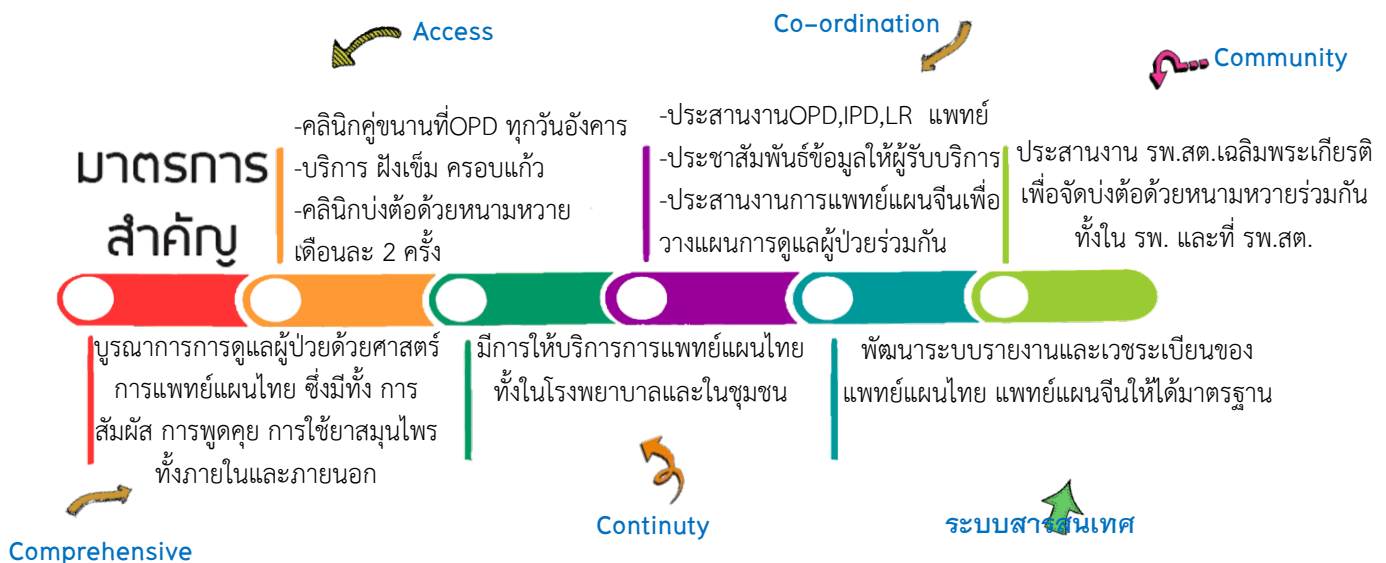 Access
Co-ordination
Community
มาตรการ
สำคัญ
-คลินิกคู่ขนานที่OPD ทุกวันอังคาร
-บริการ ฝังเข็ม ครอบแก้ว
-คลินิกบ่งต้อด้วยหนามหวาย
เดือนละ 2 ครั้ง
-ประสานงานOPD,IPD,LR แพทย์
-ประชาสัมพันธ์ข้อมูลให้ผู้รับบริการ
-ประสานงานการแพทย์แผนจีนเพื่อ
วางแผนการดูแลผู้ป่วยร่วมกัน
ประสานงาน รพ.สต.เฉลิมพระเกียรติ
เพื่อจัดบ่งต้อด้วยหนามหวายร่วมกัน
ทั้งใน รพ. และที่ รพ.สต.
บูรณาการการดูแลผู้ป่วยด้วยศาสตร์
การแพทย์แผนไทย ซึ่งมีทั้ง การ
สัมผัส การพูดคุย การใช้ยาสมุนไพร
ทั้งภายในและภายนอก
มีการให้บริการการแพทย์แผนไทย
ทั้งในโรงพยาบาลและในชุมชน
พัฒนาระบบรายงานและเวชระเบียนของ
แพทย์แผนไทย แพทย์แผนจีนให้ได้มาตรฐาน
Comprehensive
Continuty
ระบบสารสนเทศ